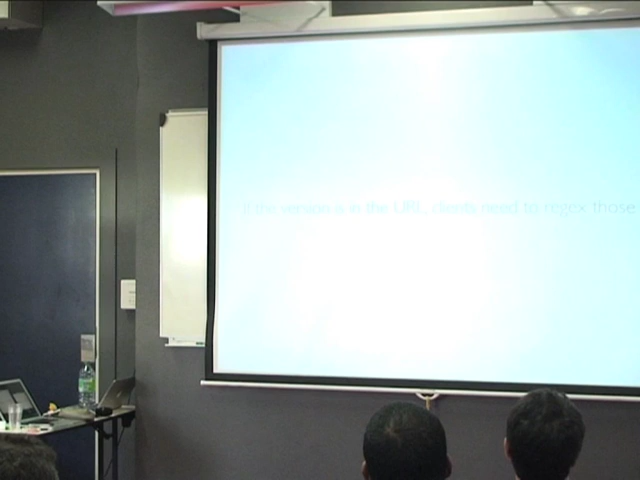 if the version is in the URL, clients need to regex those